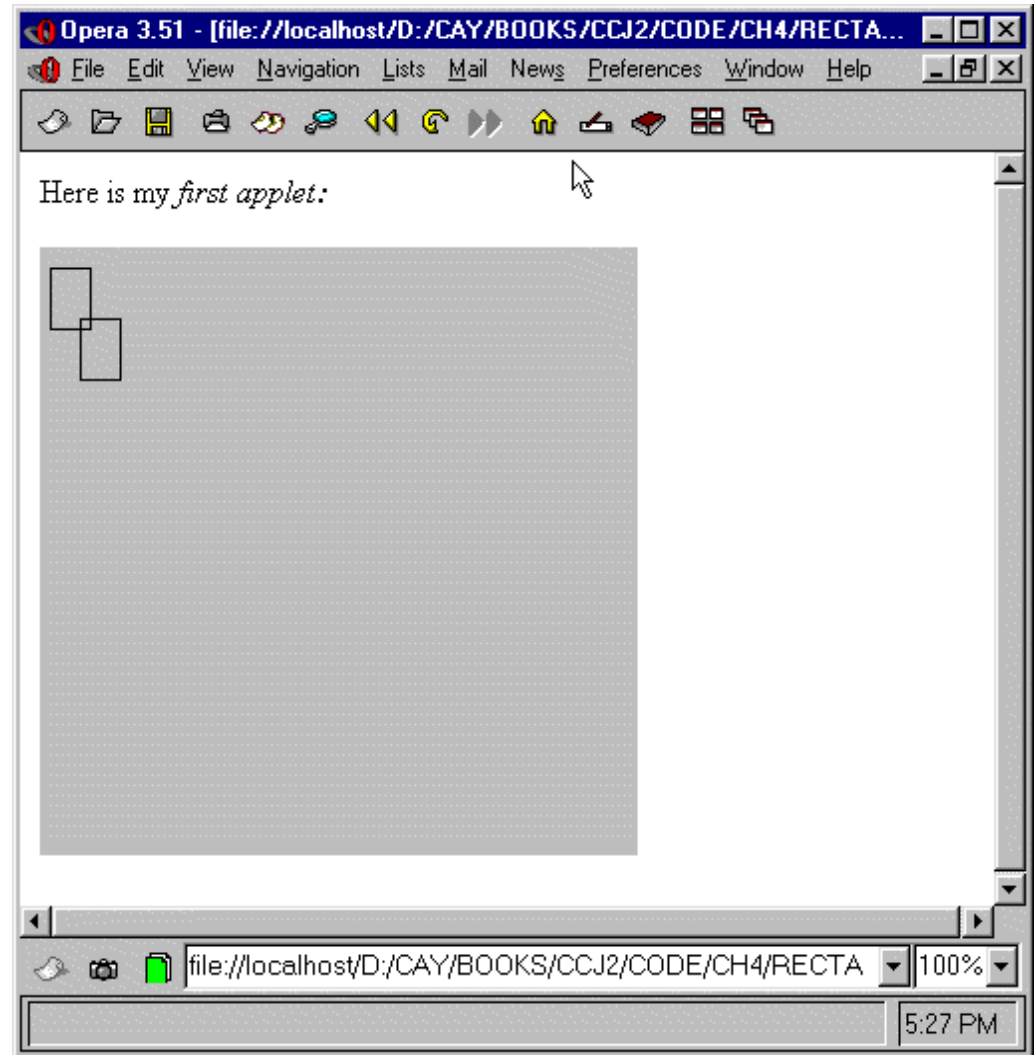 Opera 3.51 - [file://localhost/D:/CAY/BOOKS/CCJ2/CODE/CH4/RECTA...
File Edit View Navigation Lists Mail News Preferences Window Help
Here is my first applet:
file://localhost/D:/CAY/BOOKS/CCJ2/CODE/CH4/RECTA 100%
5:27 PM